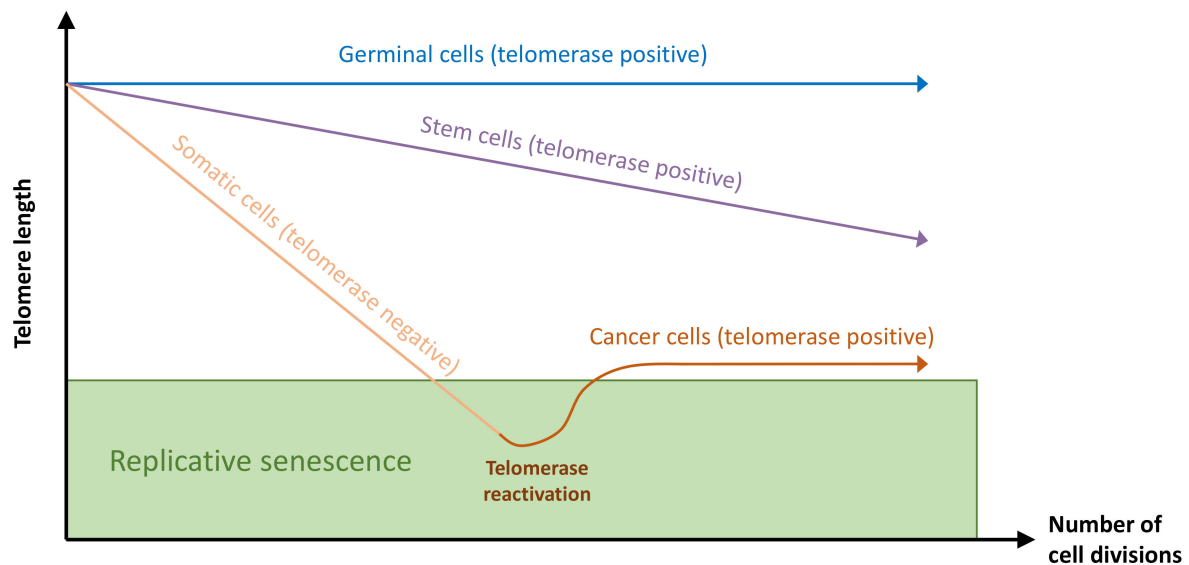 Germinal cells (telomerase positive)
Stem cells (telomerase positive)
Somatic cells (telomerase negative)
Telomere length
Cancer cells (telomerase positive)
Replicative senescence
Telomerase
reactivation
Number of
cell divisions